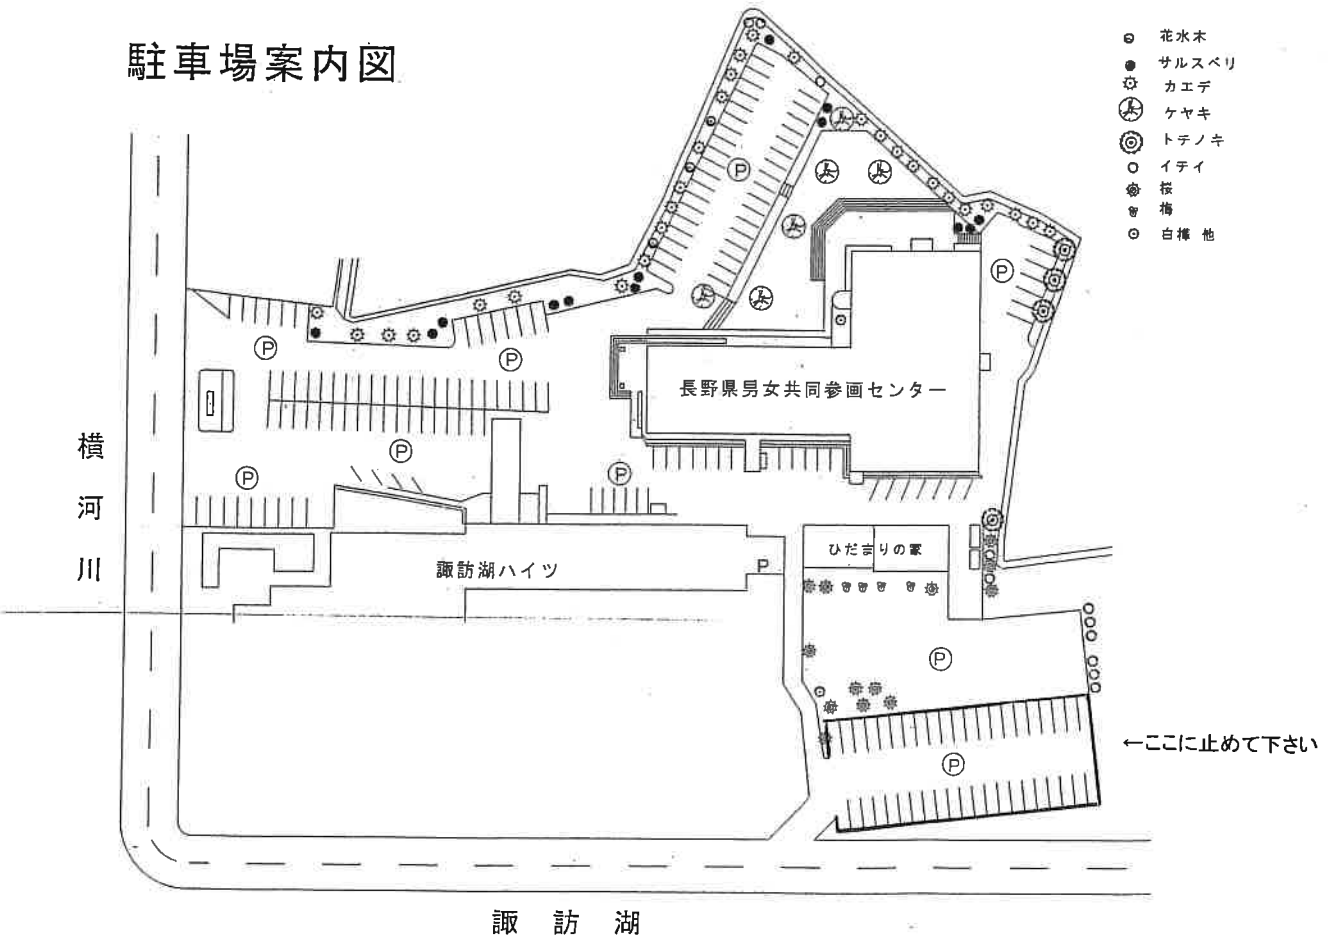 駐車場案内図
花水木
サルスベリ
カエデ
ケヤキ
トチノキ
イチイ
桜
梅
白樺 他
P
P
P
P
長野県男女共同参画センター
P
P
P
横河川
諏訪湖ハイツ
P
ひだまりの家
P
←ここに止めて下さい
P
諏訪湖